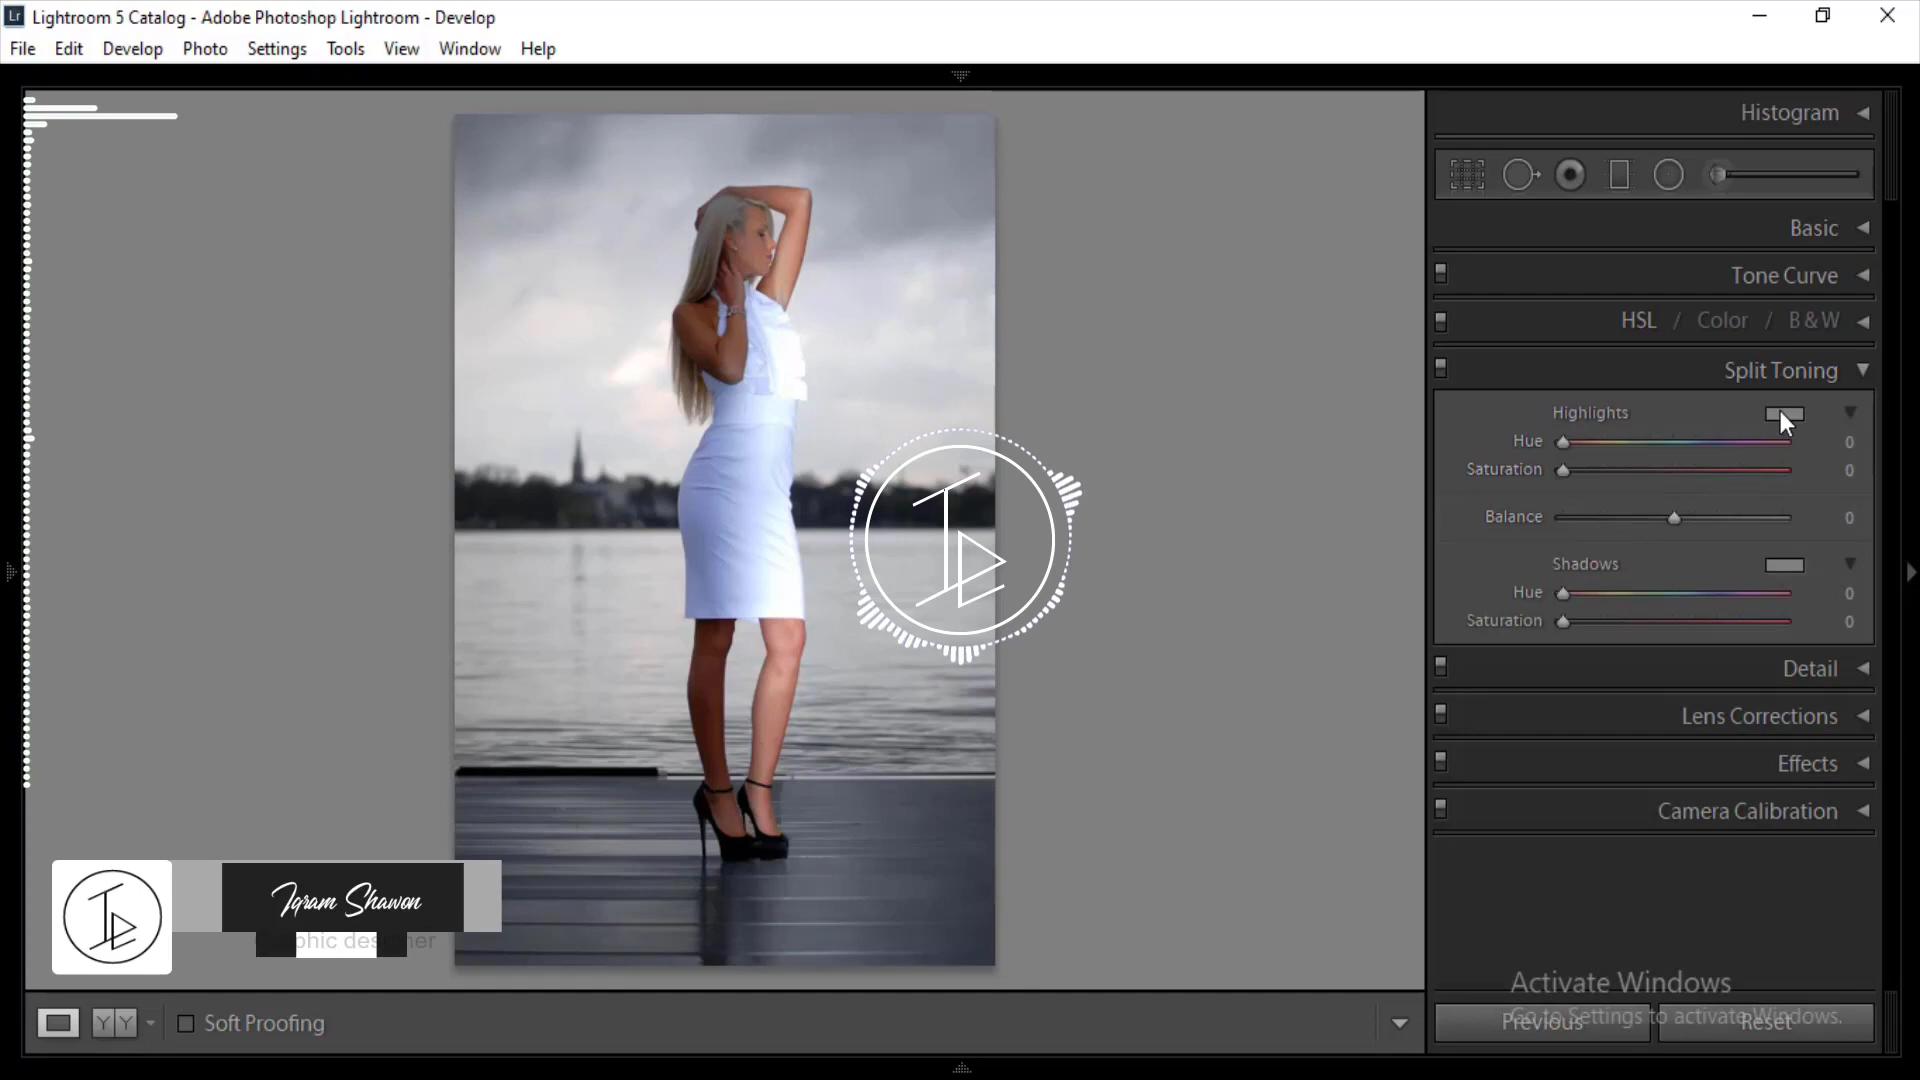 Lightroom 5 Catalog - Adobe Photoshop Lightroom - Develop
File Edit Develop Photo Settings Tools View Window Help
Histogram
Basic
Tone Curve
HSL / Color / B & W
Split Toning
Highlights
Hue 0
Saturation 0
Balance 0
Shadows
Hue 0
Saturation 0
Detail
Lens Corrections
Effects
Camera Calibration
Iqram Shawon
Activate Windows
Go to Settings to activate Windows.
Previous Reset
Y Y Soft Proofing